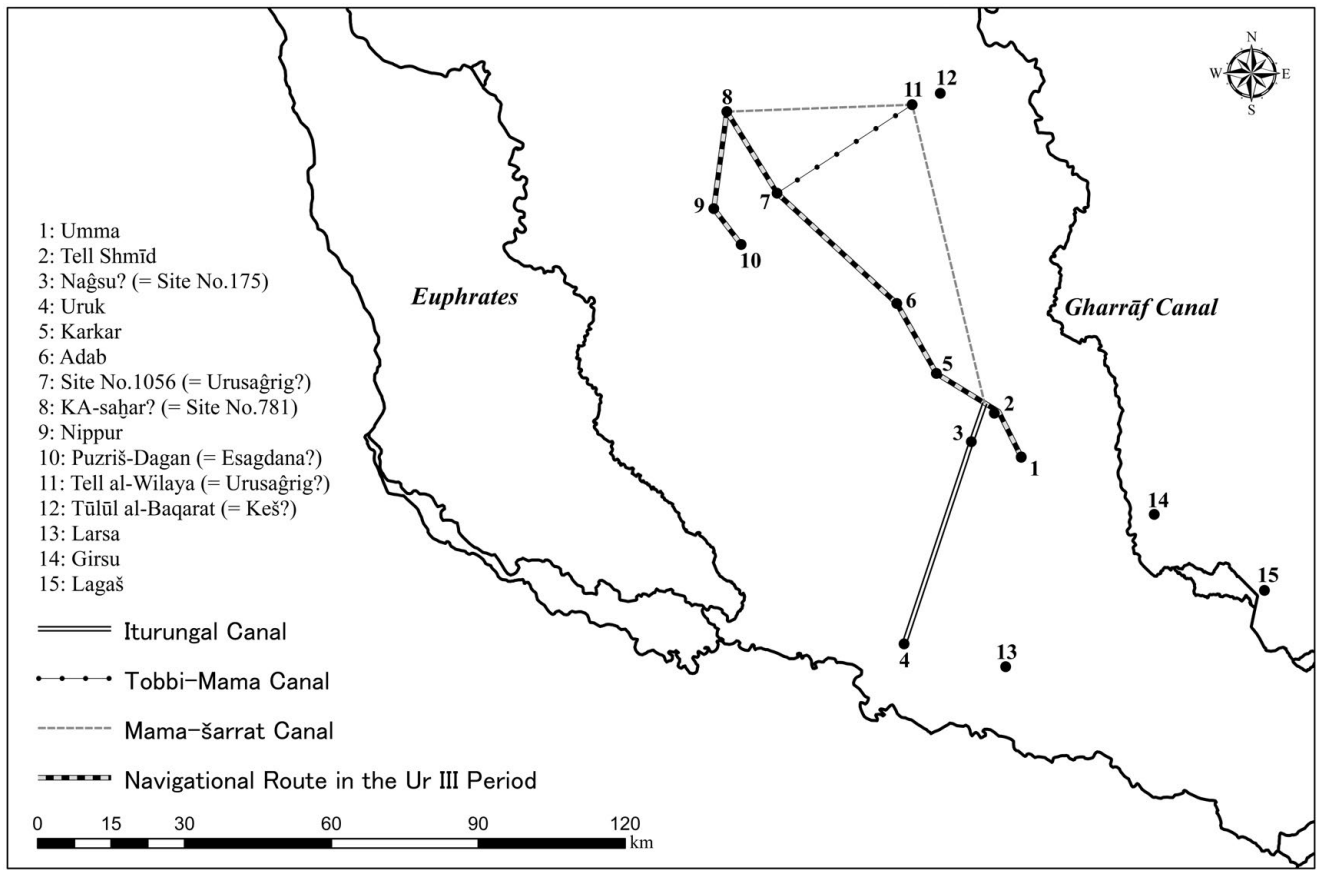 N
W E
S
12
11
8
7
9
10
Euphrates
6
Gharrāf Canal
5
2
3
1
14
15
4
13
1: Umma
2: Tell Shmīd
3: Naĝsu? (= Site No.175)
4: Uruk
5: Karkar
6: Adab
7: Site No.1056 (= Urusaĝrig?)
8: KA-saḫar? (= Site No.781)
9: Nippur
10: Puzriš-Dagan (= Esagdana?)
11: Tell al-Wilaya (= Urusaĝrig?)
12: Tūlūl al-Baqarat (= Keš?)
13: Larsa
14: Girsu
15: Lagaš
Iturungal Canal
Tobbi-Mama Canal
Mama-šarrat Canal
Navigational Route in the Ur III Period
0 15 30 60 90 120
km